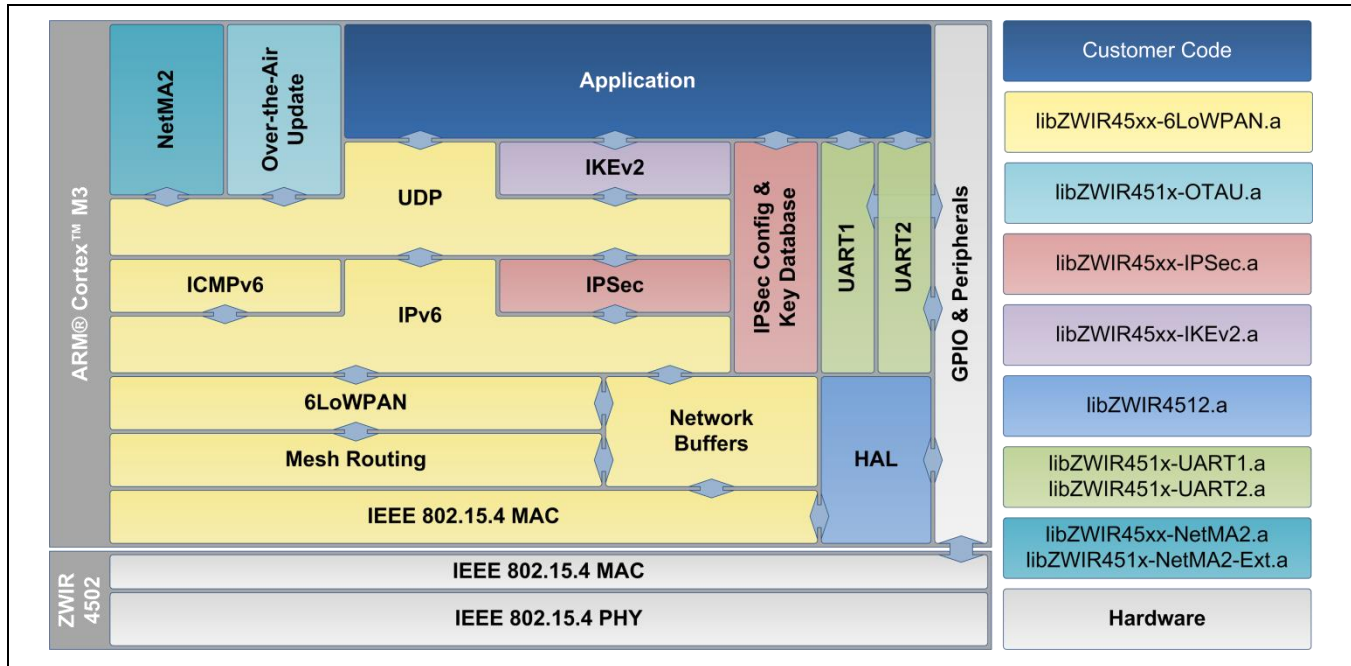 ARM® Cortex™ M3
NetMA2
Over-the-Air
Update
Application
UDP
IKEv2
IPSec Config &
Key Database
UART1
UART2
GPIO & Peripherals
ICMPv6
IPv6
IPSec
6LoWPAN
Mesh Routing
Network
Buffers
HAL
IEEE 802.15.4 MAC
ZWIR
4502
IEEE 802.15.4 MAC
IEEE 802.15.4 PHY
Customer Code
libZWIR45xx-6LoWPAN.a
libZWIR451x-OTAU.a
libZWIR45xx-IPSec.a
libZWIR45xx-IKEv2.a
libZWIR4512.a
libZWIR451x-UART1.a
libZWIR451x-UART2.a
libZWIR45xx-NetMA2.a
libZWIR451x-NetMA2-Ext.a
Hardware